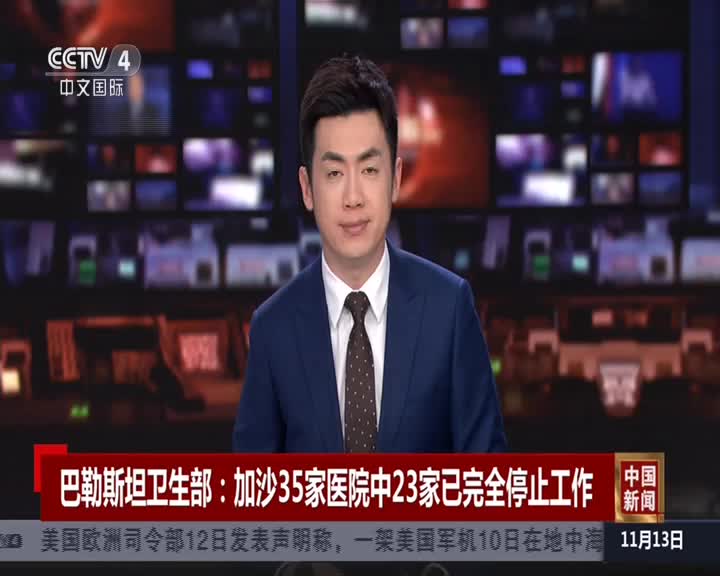 CCTV 4
中文国际
巴勒斯坦卫生部：加沙35家医院中23家已完全停止工作
中国
新闻
美国欧洲司令部12日发表声明称，一架美国军机10日在地中海
11月13日